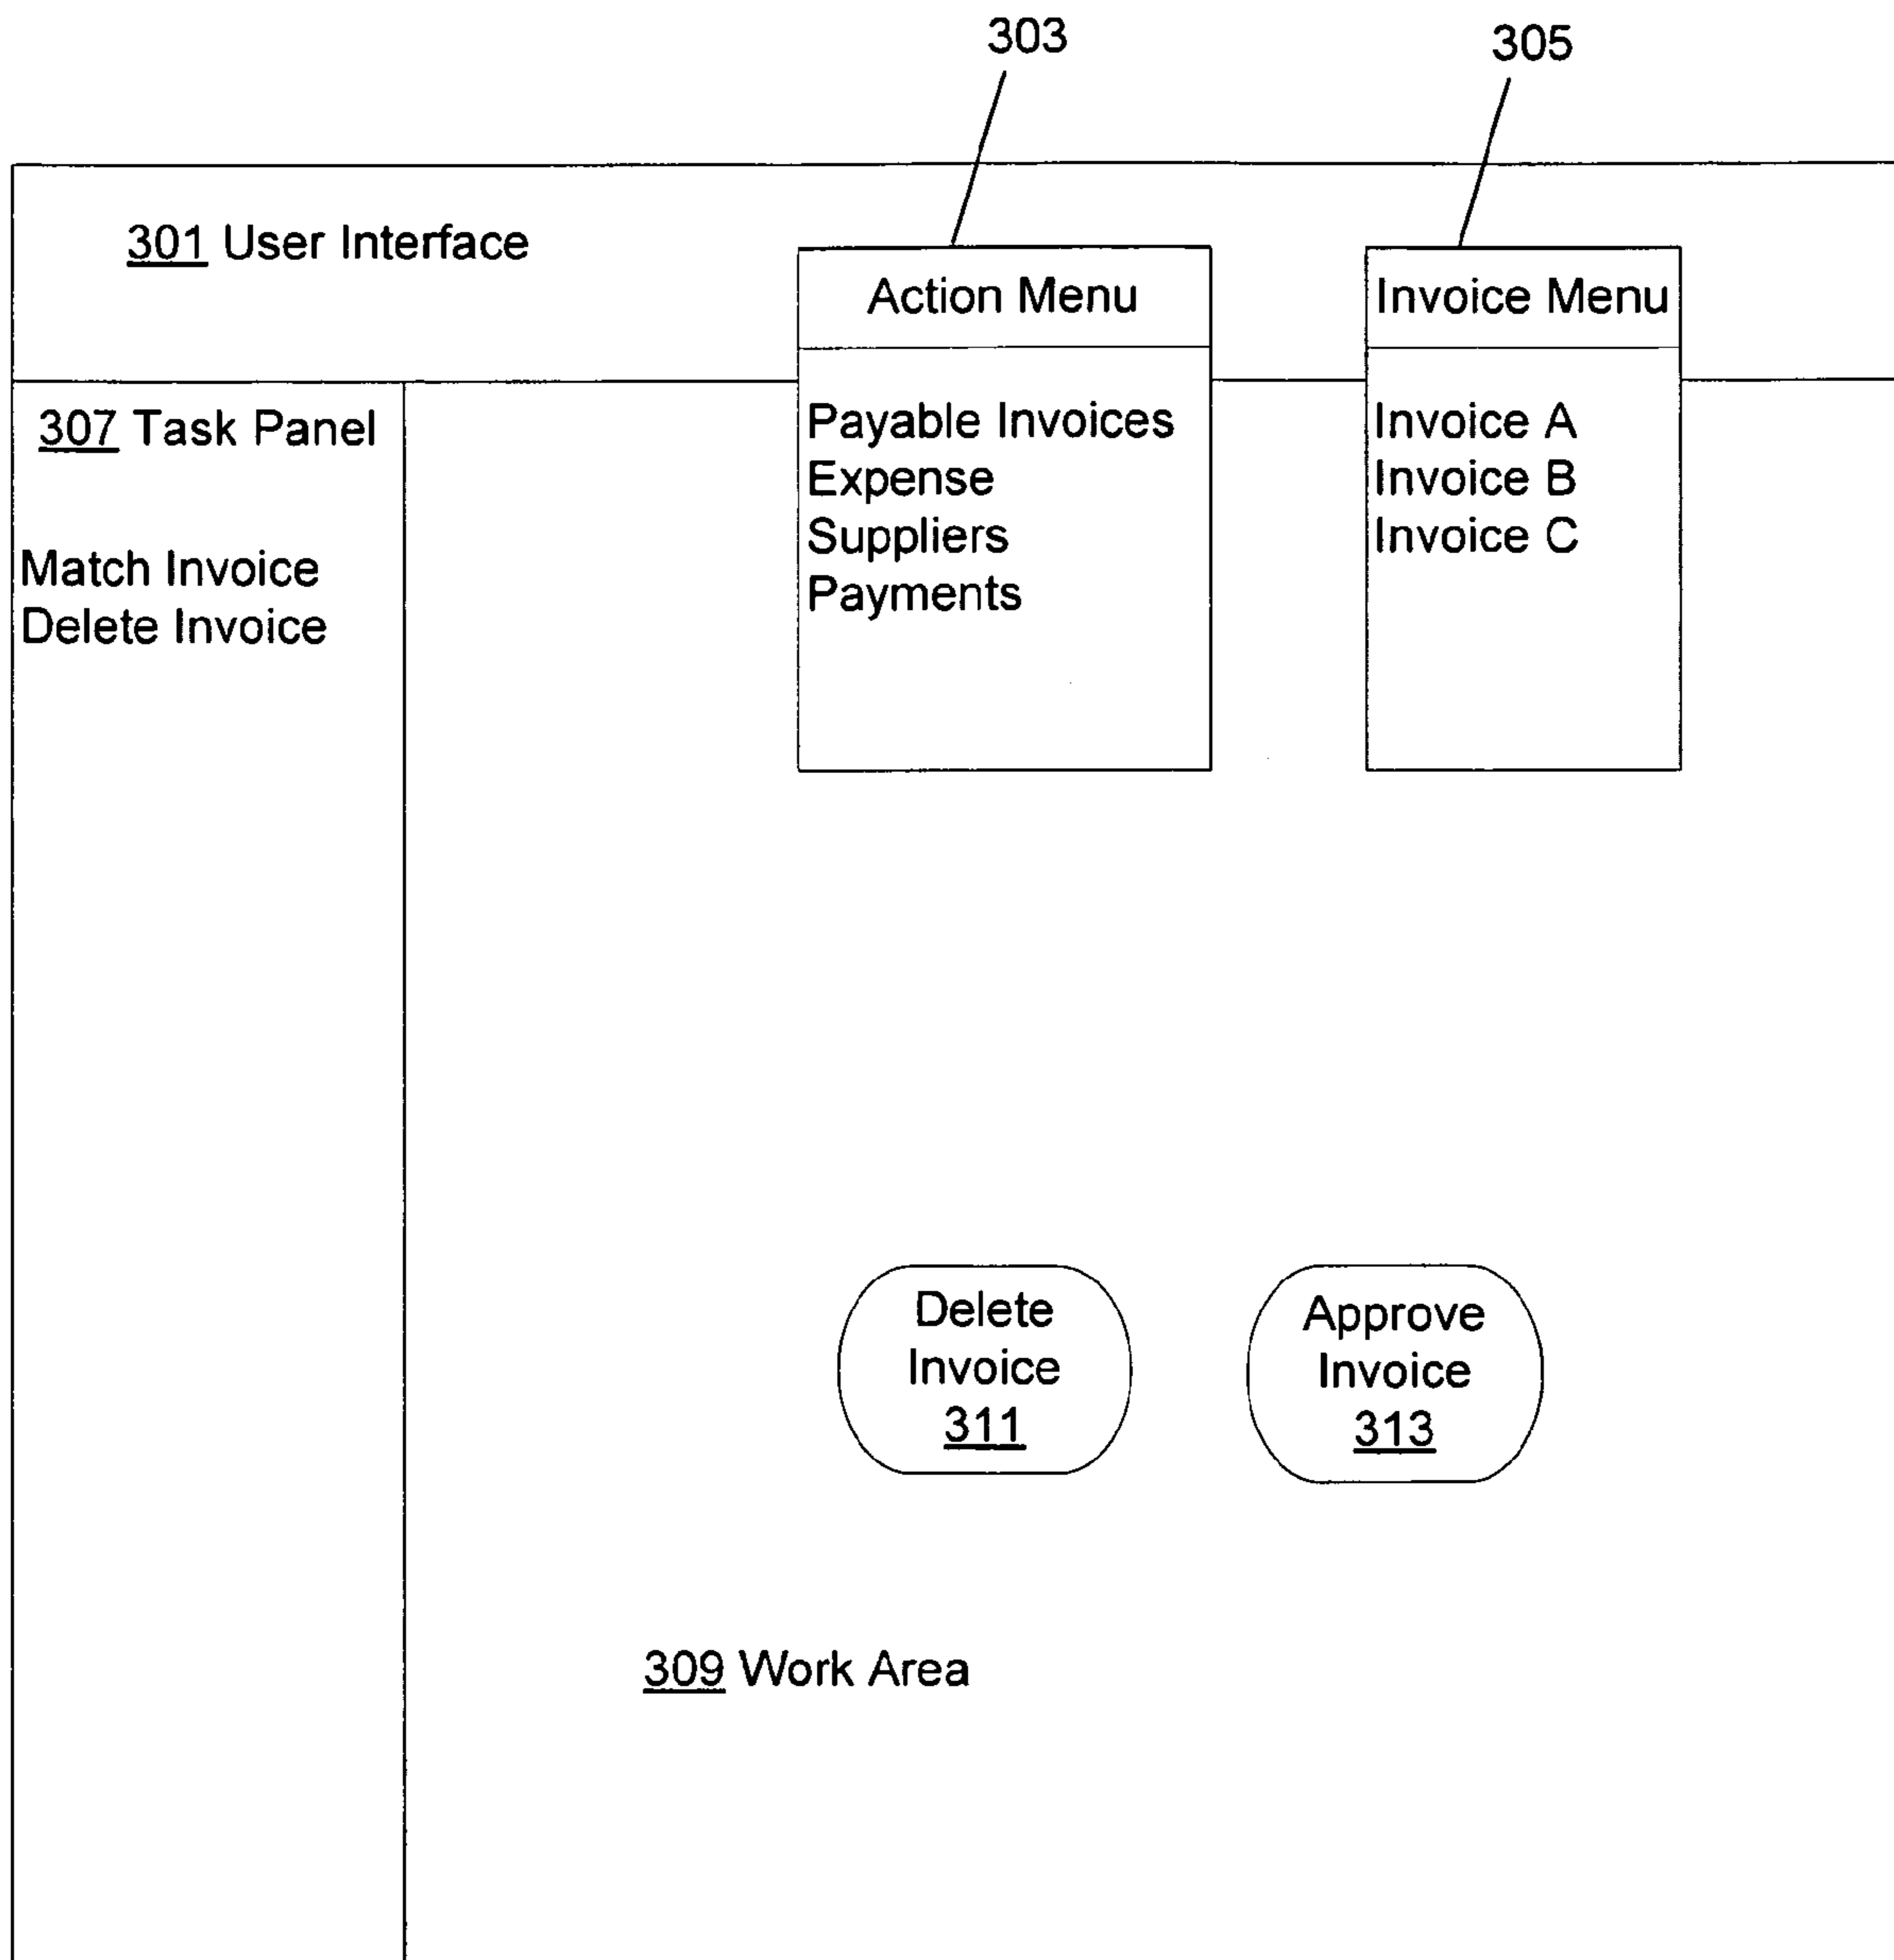 303
305
301 User Interface
Action Menu
Invoice Menu
307 Task Panel
Match Invoice
Delete Invoice
Payable Invoices
Expense
Suppliers
Payments
Invoice A
Invoice B
Invoice C
Delete
Invoice
311
Approve
Invoice
313
309 Work Area